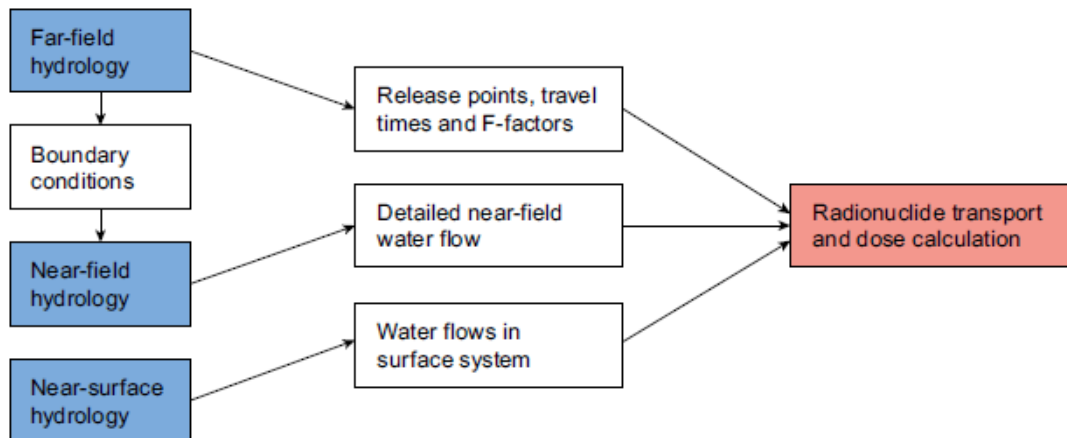 Far-field
hydrology
Boundary
conditions
Near-field
hydrology
Near-surface
hydrology
Release points, travel
times and F-factors
Detailed near-field
water flow
Water flows in
surface system
Radionuclide transport
and dose calculation